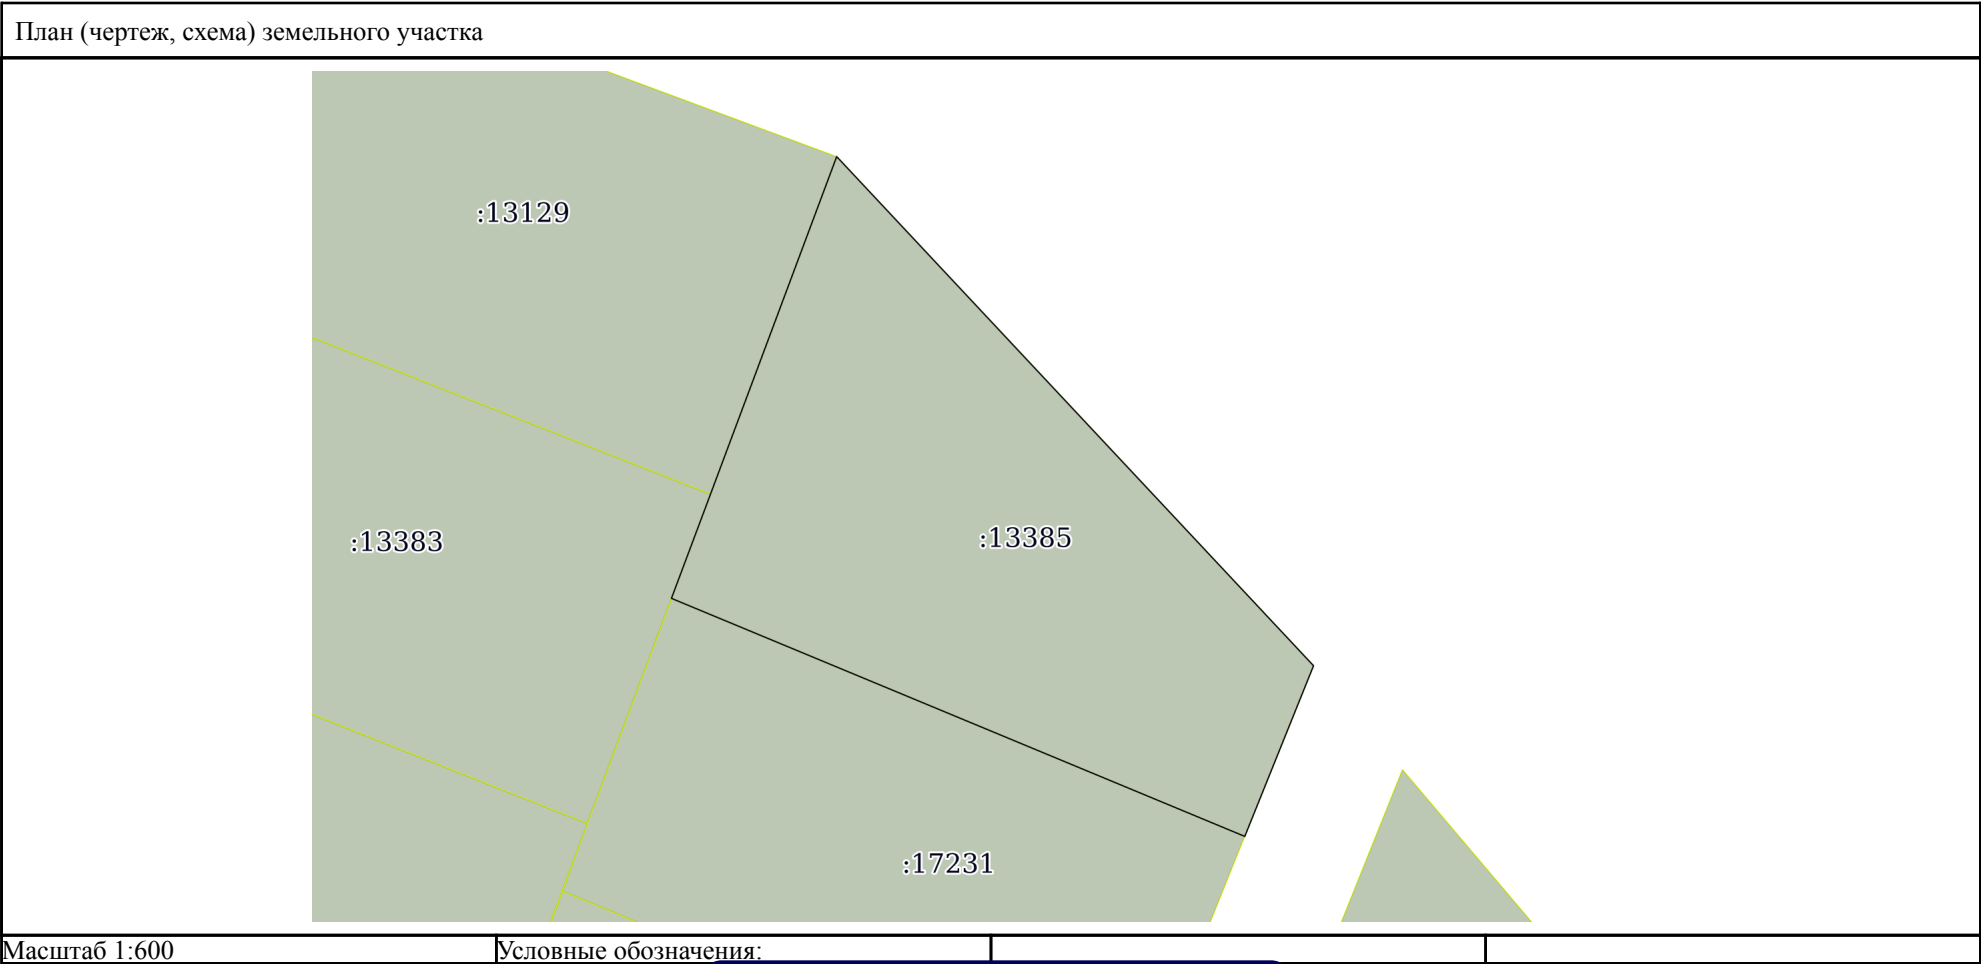 План (чертеж, схема) земельного участка
:13129
:13385
:13383
:17231
Масштаб 1:600
Условные обозначения: